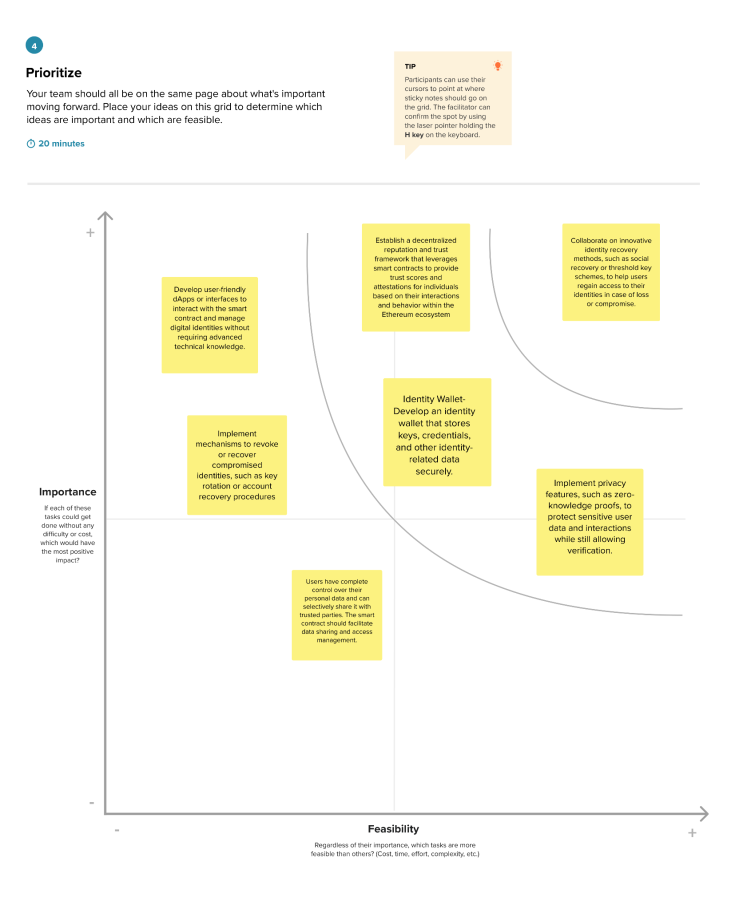 4
Prioritize
Your team should all be on the same page about what's important
moving forward. Place your ideas on this grid to determine which
ideas are important and which are feasible.
20 minutes
TIP
Participants can use their
cursors to point at where
sticky notes should go on
the grid. The facilitator can
confirm the spot by using
the laser pointer holding the
H key on the keyboard.
+
Develop user-friendly
dApps or interfaces to
interact with the smart
contract and manage
digital identities without
requiring advanced
technical knowledge.
Establish a decentralized
reputation and trust
framework that leverages
smart contracts to provide
trust scores and
attestations for individuals
based on their interactions
and behavior within the
Ethereum ecosystem
Collaborate on innovative
identity recovery
methods, such as social
recovery or threshold key
schemes, to help users
regain access to their
identities in case of loss
or compromise.
Identity Wallet-
Develop an identity
wallet that stores
keys, credentials,
and other identity-
related data
securely.
Implement
mechanisms to revoke
or recover
compromised
identities, such as key
rotation or account
recovery procedures
Implement privacy
features, such as zero-
knowledge proofs, to
protect sensitive user
data and interactions
while still allowing
verification.
Importance
If each of these
tasks could get
done without any
difficulty or cost,
which would have
the most positive
impact?
Users have complete
control over their
personal data and can
selectively share it with
trusted parties. The smart
contract should facilitate
data sharing and access
management.
-
-
Feasibility
+
Regardless of their importance, which tasks are more
feasible than others? (Cost, time, effort, complexity, etc.)